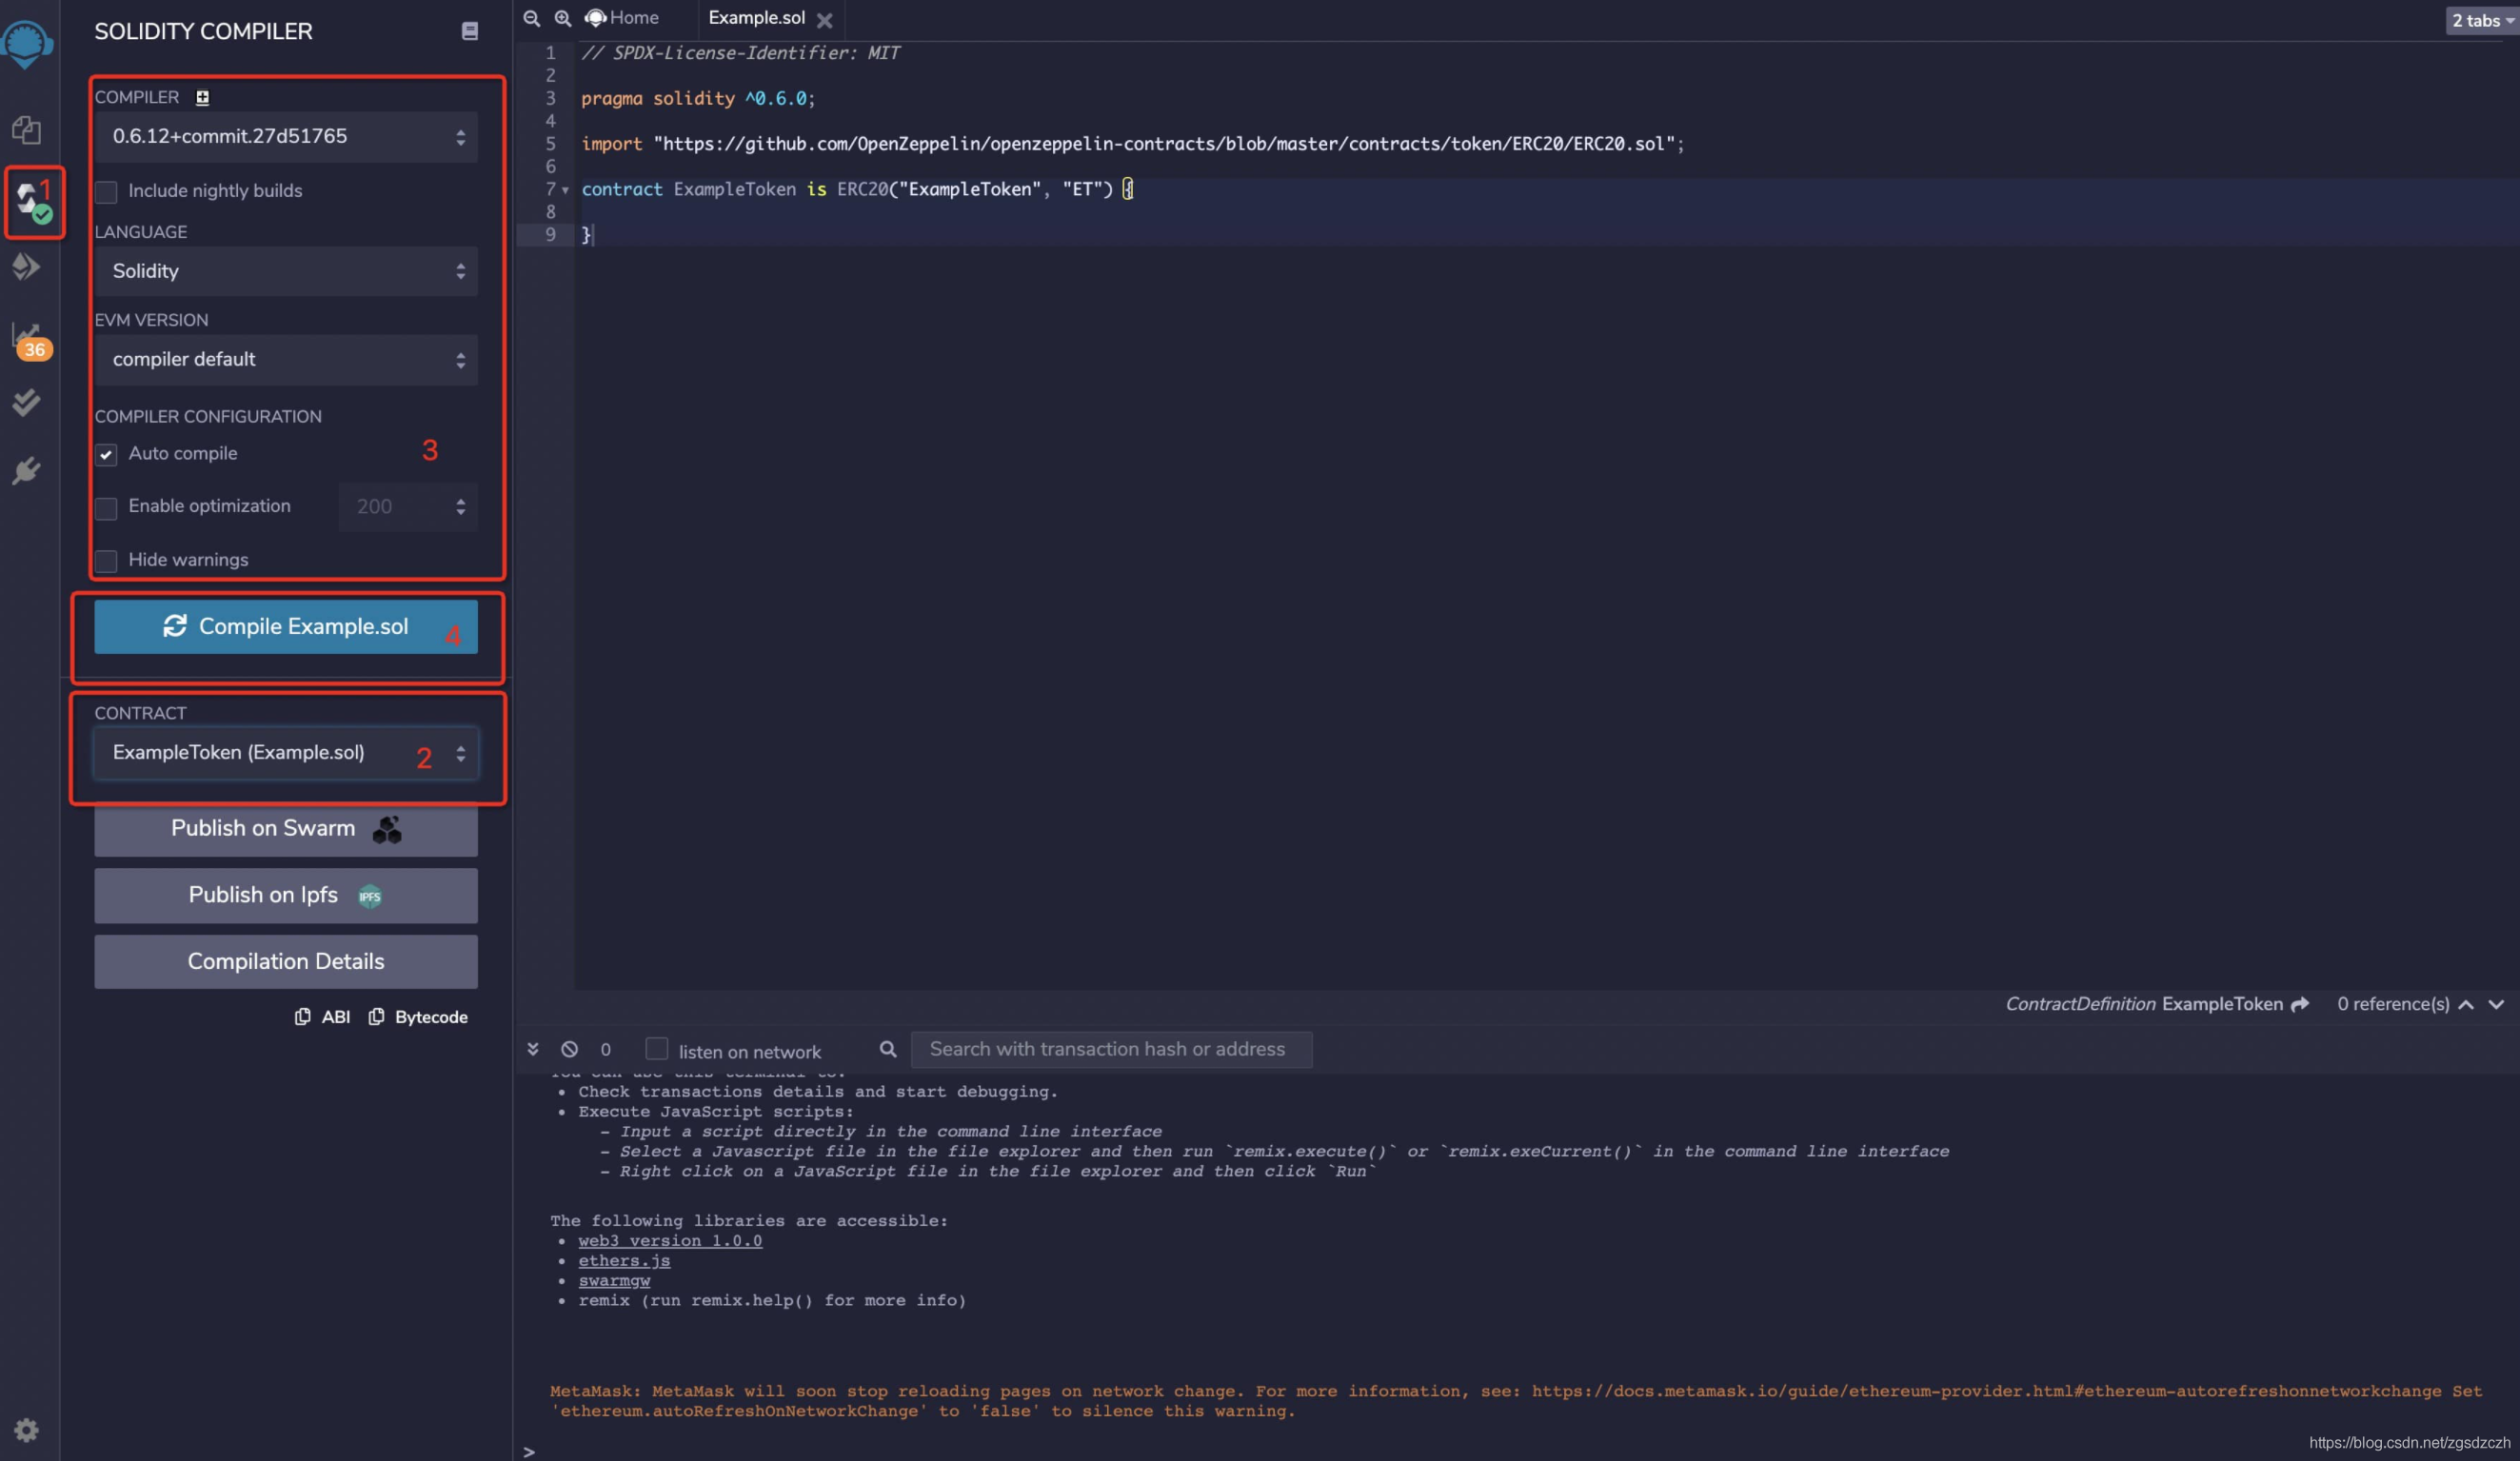 SOLIDITY COMPILER
COMPILER
0.6.12+commit.27d51765
Include nightly builds
1
LANGUAGE
Solidity
EVM VERSION
compiler default
36
COMPILER CONFIGURATION
Auto compile
3
Enable optimization
200
Hide warnings
Compile Example.sol
4
CONTRACT
ExampleToken (Example.sol)
2
Publish on Swarm
Publish on Ipfs
IPFS
Compilation Details
ABI Bytecode
Home Example.sol
2 tabs
1 // SPDX-License-Identifier: MIT
2
3 pragma solidity ^0.6.0;
4
5 import "https://github.com/OpenZeppelin/openzeppelin-contracts/blob/master/contracts/token/ERC20/ERC20.sol";
6
7 contract ExampleToken is ERC20("ExampleToken", "ET") {
8
9 }
ContractDefinition ExampleToken 0 reference(s)
0 listen on network Search with transaction hash or address
You can use this terminal to:
• Check transactions details and start debugging.
• Execute JavaScript scripts:
- Input a script directly in the command line interface
- Select a Javascript file in the file explorer and then run `remix.execute()` or `remix.exeCurrent()` in the command line interface
- Right click on a JavaScript file in the file explorer and then click `Run`
The following libraries are accessible:
• web3 version 1.0.0
• ethers.js
• swarmgw
• remix (run remix.help() for more info)
MetaMask: MetaMask will soon stop reloading pages on network change. For more information, see: https://docs.metamask.io/guide/ethereum-provider.html#ethereum-autorefreshonnetworkchange Set
'ethereum.autoRefreshOnNetworkChange' to 'false' to silence this warning.
>
https://blog.csdn.net/zgsdzczh